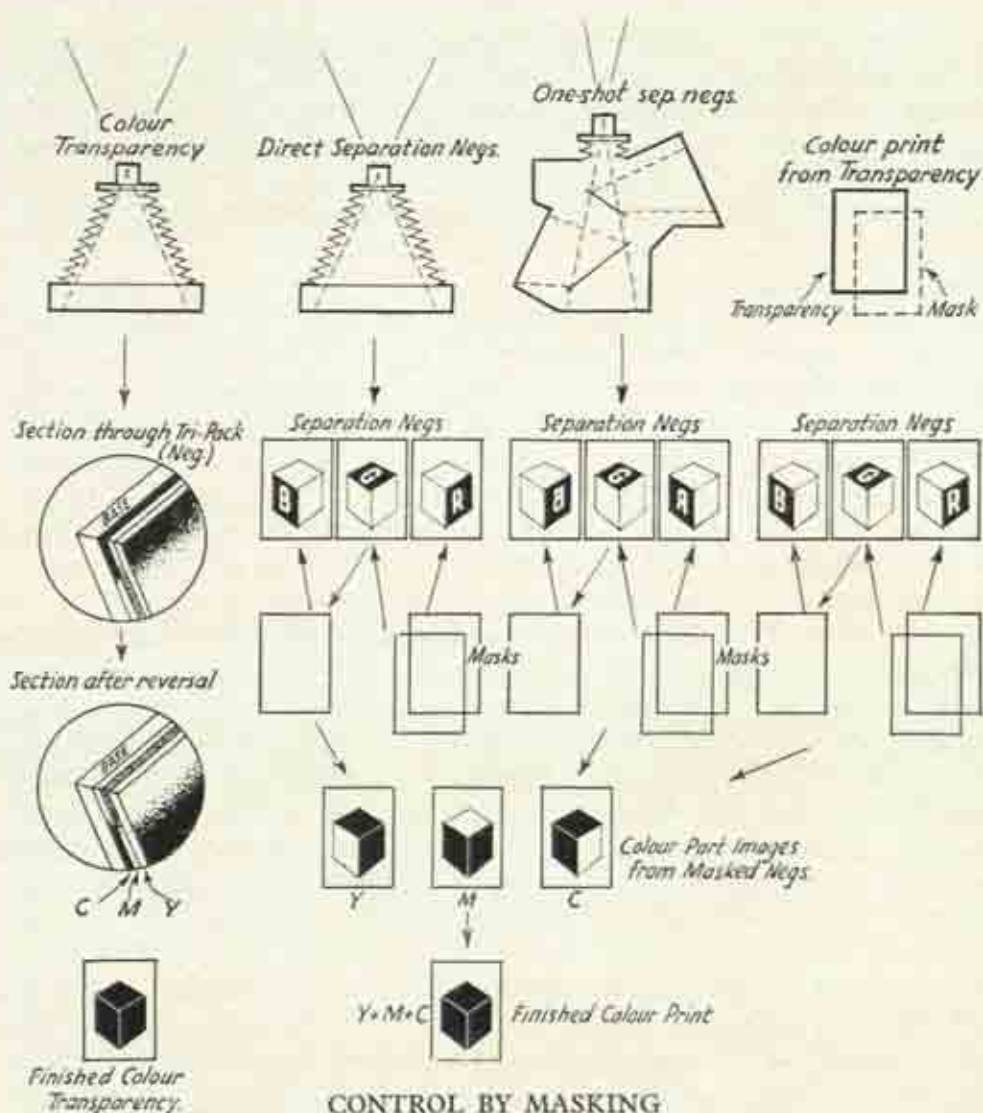 Colour
Transparency
Direct Separation Negs.
One-shot sep. negs.
Colour print
from Transparency
Transparency
Mask
Section through Tri-Pack
(Neg.)
BASE
Separation Negs
B
G
R
Separation Negs
B
G
R
Separation Negs
B
G
R
Masks
Masks
Section after reversal
BASE
C M Y
Y
M
C
Colour Part Images
from Masked Negs.
Finished Colour
Transparency.
Y+M+C
Finished Colour Print
CONTROL BY MASKING